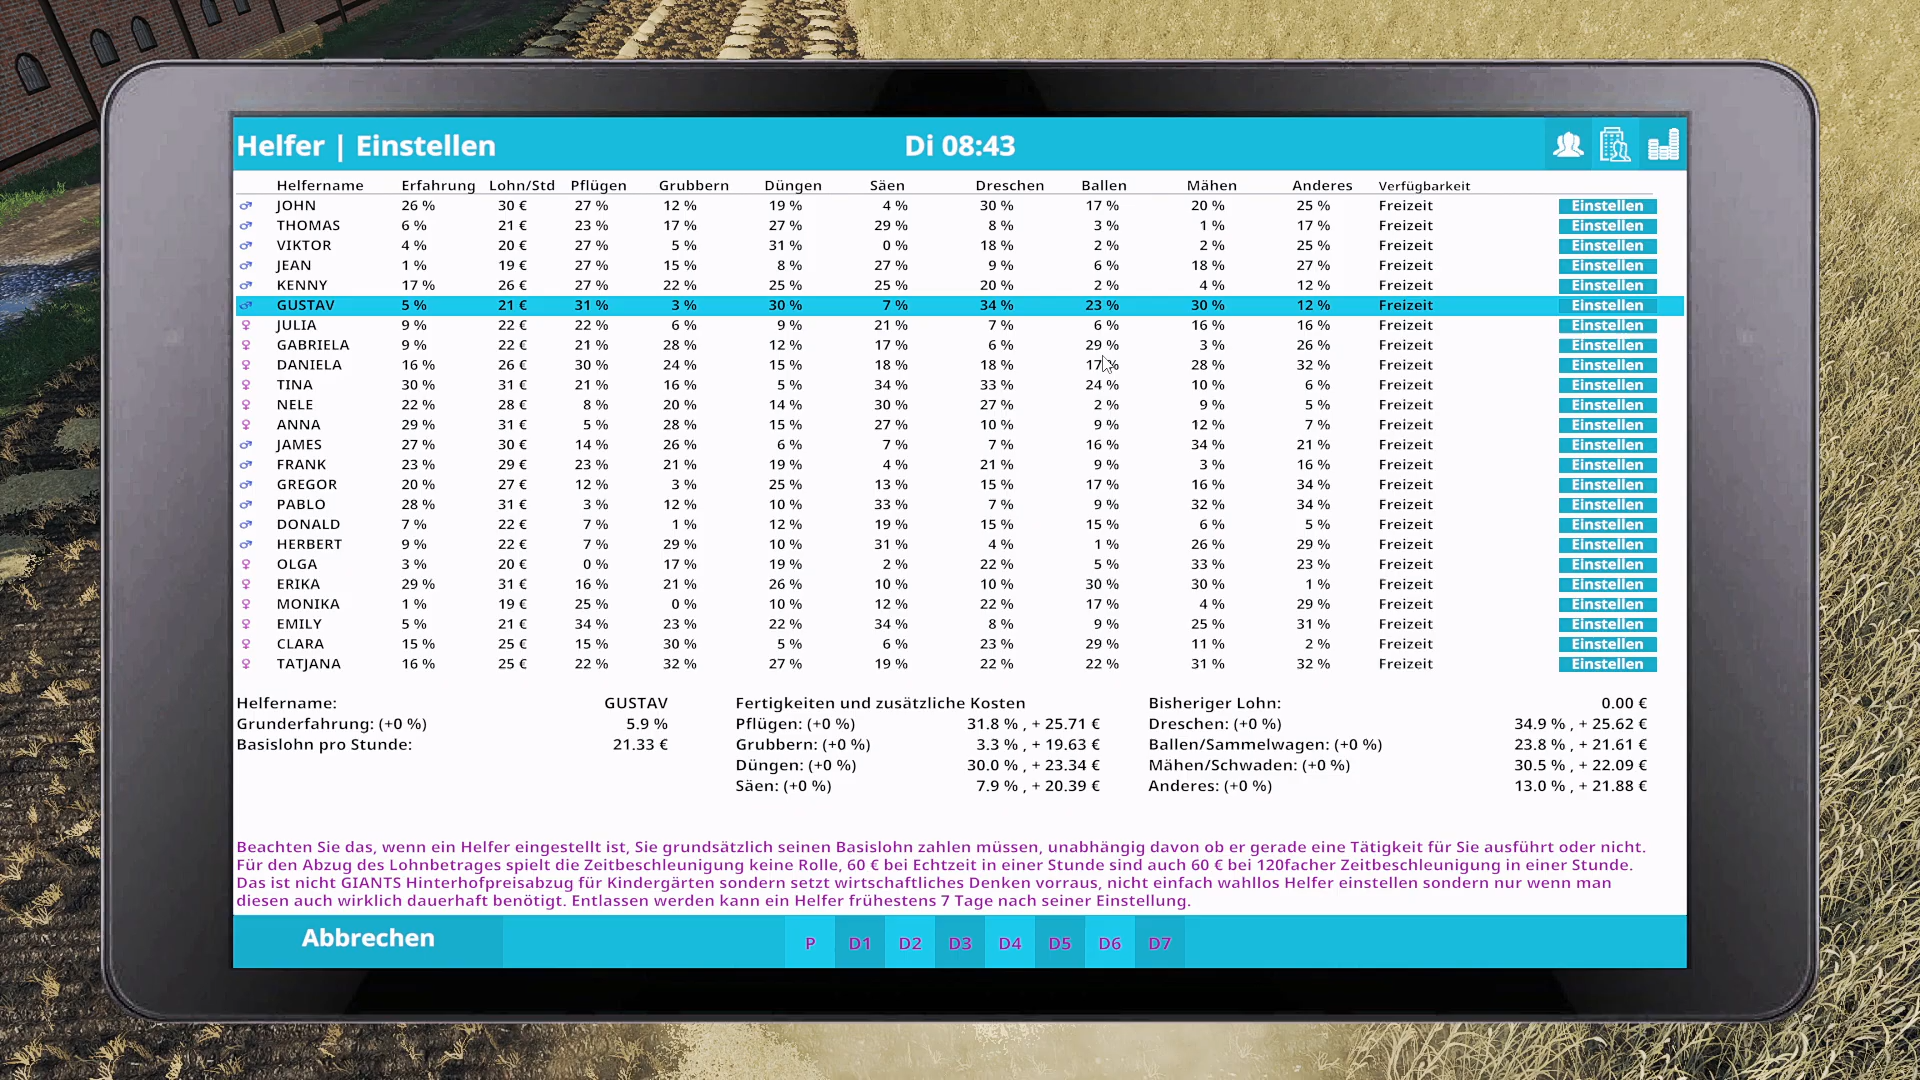 Helfer | Einstellen Di 08:43
Helfername Erfahrung Lohn/Std Pflügen Grubbern Düngen Säen Dreschen Ballen Mähen Anderes Verfügbarkeit
JOHN 26 % 30 € 27 % 12 % 19 % 4 % 30 % 17 % 20 % 25 % Freizeit Einstellen
THOMAS 6 % 21 € 23 % 17 % 27 % 29 % 8 % 3 % 1 % 17 % Freizeit Einstellen
VIKTOR 4 % 20 € 27 % 5 % 31 % 0 % 18 % 2 % 2 % 25 % Freizeit Einstellen
JEAN 1 % 19 € 27 % 15 % 8 % 27 % 9 % 6 % 18 % 27 % Freizeit Einstellen
KENNY 17 % 26 € 27 % 22 % 25 % 25 % 20 % 2 % 4 % 12 % Freizeit Einstellen
GUSTAV 5 % 21 € 31 % 3 % 30 % 7 % 34 % 23 % 30 % 12 % Freizeit Einstellen
JULIA 9 % 22 € 22 % 6 % 9 % 21 % 7 % 6 % 16 % 16 % Freizeit Einstellen
GABRIELA 9 % 22 € 21 % 28 % 12 % 17 % 6 % 29 % 3 % 26 % Freizeit Einstellen
DANIELA 16 % 26 € 30 % 24 % 15 % 18 % 18 % 17 % 28 % 32 % Freizeit Einstellen
TINA 30 % 31 € 21 % 16 % 5 % 34 % 33 % 24 % 10 % 6 % Freizeit Einstellen
NELE 22 % 28 € 8 % 20 % 14 % 30 % 27 % 2 % 9 % 5 % Freizeit Einstellen
ANNA 29 % 31 € 5 % 28 % 15 % 27 % 10 % 9 % 12 % 7 % Freizeit Einstellen
JAMES 27 % 30 € 14 % 26 % 6 % 7 % 7 % 16 % 34 % 21 % Freizeit Einstellen
FRANK 23 % 29 € 23 % 21 % 19 % 4 % 21 % 9 % 3 % 16 % Freizeit Einstellen
GREGOR 20 % 27 € 12 % 3 % 25 % 13 % 15 % 17 % 16 % 34 % Freizeit Einstellen
PABLO 28 % 31 € 3 % 12 % 10 % 33 % 7 % 9 % 32 % 34 % Freizeit Einstellen
DONALD 7 % 22 € 7 % 1 % 12 % 19 % 15 % 15 % 6 % 5 % Freizeit Einstellen
HERBERT 9 % 22 € 7 % 29 % 10 % 31 % 4 % 1 % 26 % 29 % Freizeit Einstellen
OLGA 3 % 20 € 0 % 17 % 19 % 2 % 22 % 5 % 33 % 23 % Freizeit Einstellen
ERIKA 29 % 31 € 16 % 21 % 26 % 10 % 10 % 30 % 30 % 1 % Freizeit Einstellen
MONIKA 1 % 19 € 25 % 0 % 10 % 12 % 22 % 17 % 4 % 29 % Freizeit Einstellen
EMILY 5 % 21 € 34 % 23 % 22 % 34 % 8 % 9 % 25 % 31 % Freizeit Einstellen
CLARA 15 % 25 € 15 % 30 % 5 % 6 % 23 % 29 % 11 % 2 % Freizeit Einstellen
TATJANA 16 % 25 € 22 % 32 % 27 % 19 % 22 % 22 % 31 % 32 % Freizeit Einstellen
Helfername: GUSTAV Fertigkeiten und zusätzliche Kosten Bisheriger Lohn: 0.00 €
Grunderfahrung: (+0 %) 5.9 % Pflügen: (+0 %) 31.8 % , + 25.71 € Dreschen: (+0 %) 34.9 % , + 25.62 €
Basislohn pro Stunde: 21.33 € Grubbern: (+0 %) 3.3 % , + 19.63 € Ballen/Sammelwagen: (+0 %) 23.8 % , + 21.61 €
Düngen: (+0 %) 30.0 % , + 23.34 € Mähen/Schwaden: (+0 %) 30.5 % , + 22.09 €
Säen: (+0 %) 7.9 % , + 20.39 € Anderes: (+0 %) 13.0 % , + 21.88 €
Beachten Sie das, wenn ein Helfer eingestellt ist, Sie grundsätzlich seinen Basislohn zahlen müssen, unabhängig davon ob er gerade eine Tätigkeit für Sie ausführt oder nicht.
Für den Abzug des Lohnbetrages spielt die Zeitbeschleunigung keine Rolle, 60 € bei Echtzeit in einer Stunde sind auch 60 € bei 120facher Zeitbeschleunigung in einer Stunde.
Das ist nicht GIANTS Hinterhofpreisabzug für Kindergärten sondern setzt wirtschaftliches Denken vorraus, nicht einfach wahllos Helfer einstellen sondern nur wenn man
diesen auch wirklich dauerhaft benötigt. Entlassen werden kann ein Helfer frühestens 7 Tage nach seiner Einstellung.
Abbrechen P D1 D2 D3 D4 D5 D6 D7